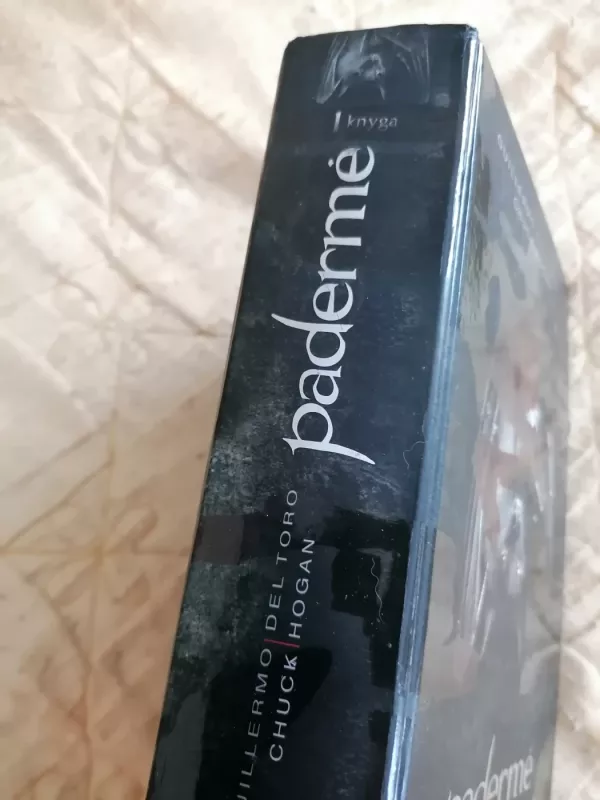 I knyga
padermė
UILLERMO|DEL TORO
CHUCK|HOGAN
padermė